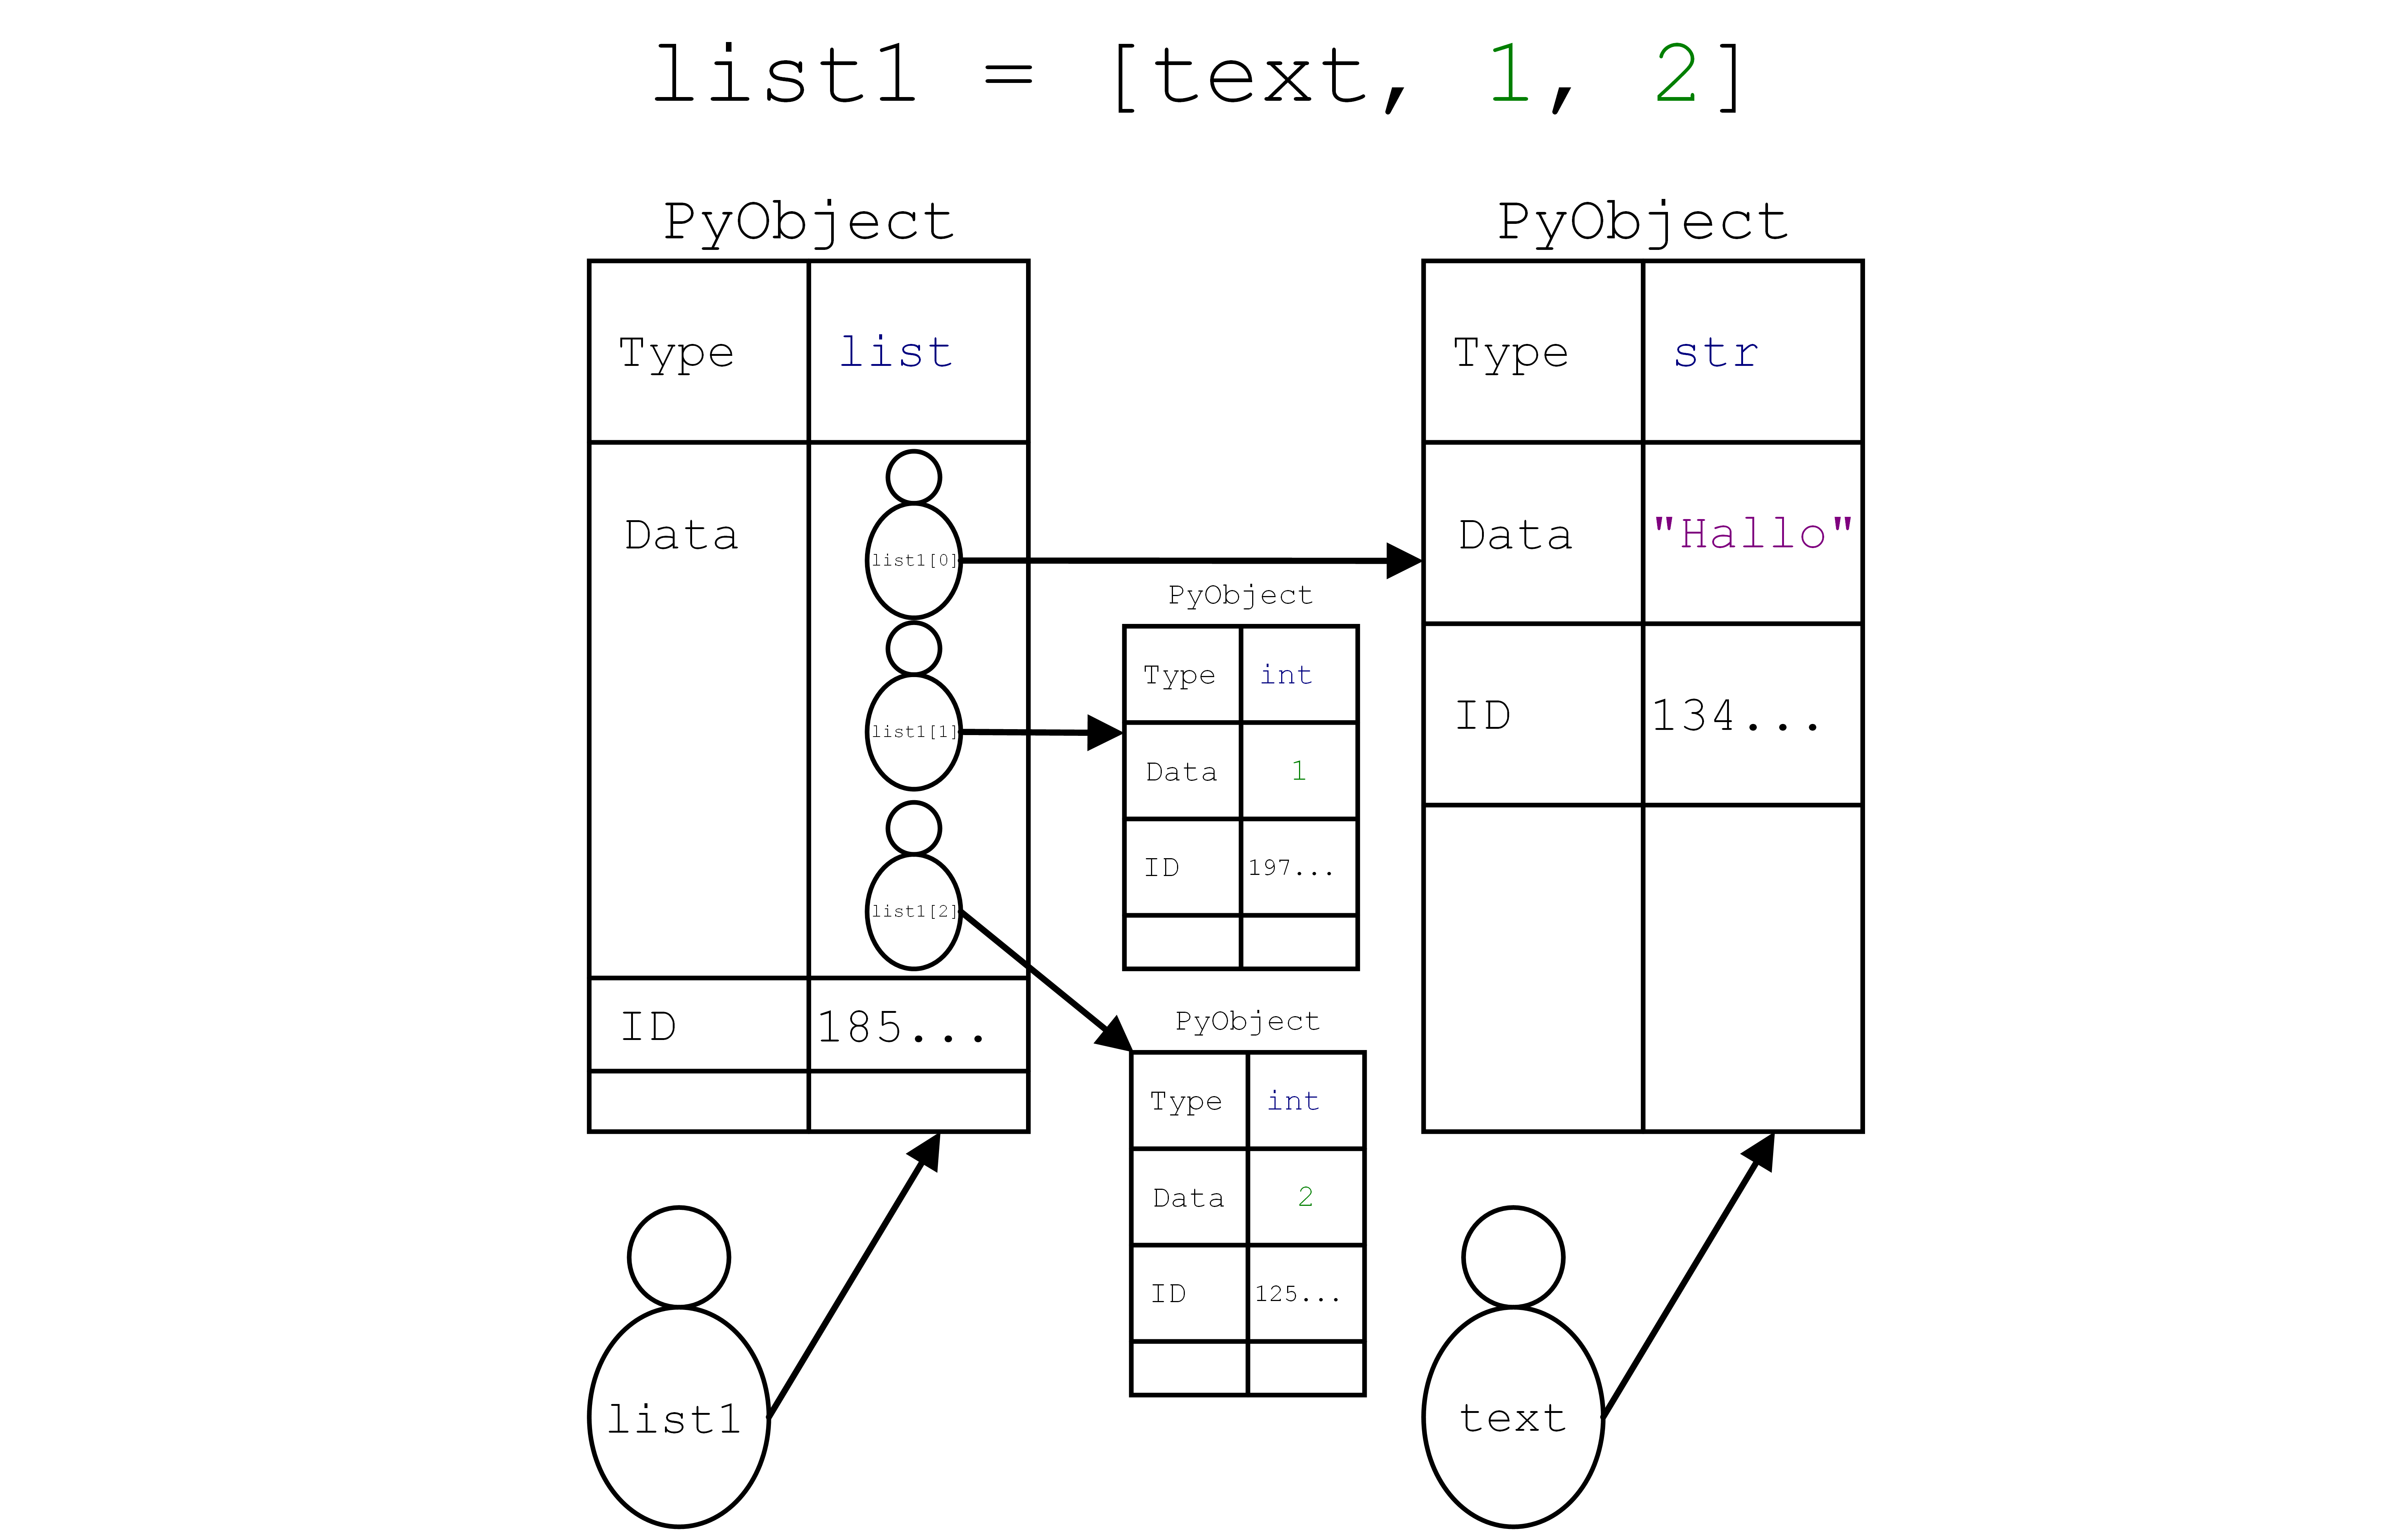 list1 = [text, 1, 2]
PyObject
Type list
Data
list1[0]
list1[1]
list1[2]
ID 185...
list1
PyObject
Type int
Data 1
ID 197...
PyObject
Type int
Data 2
ID 125...
PyObject
Type str
Data "Hallo"
ID 134...
text